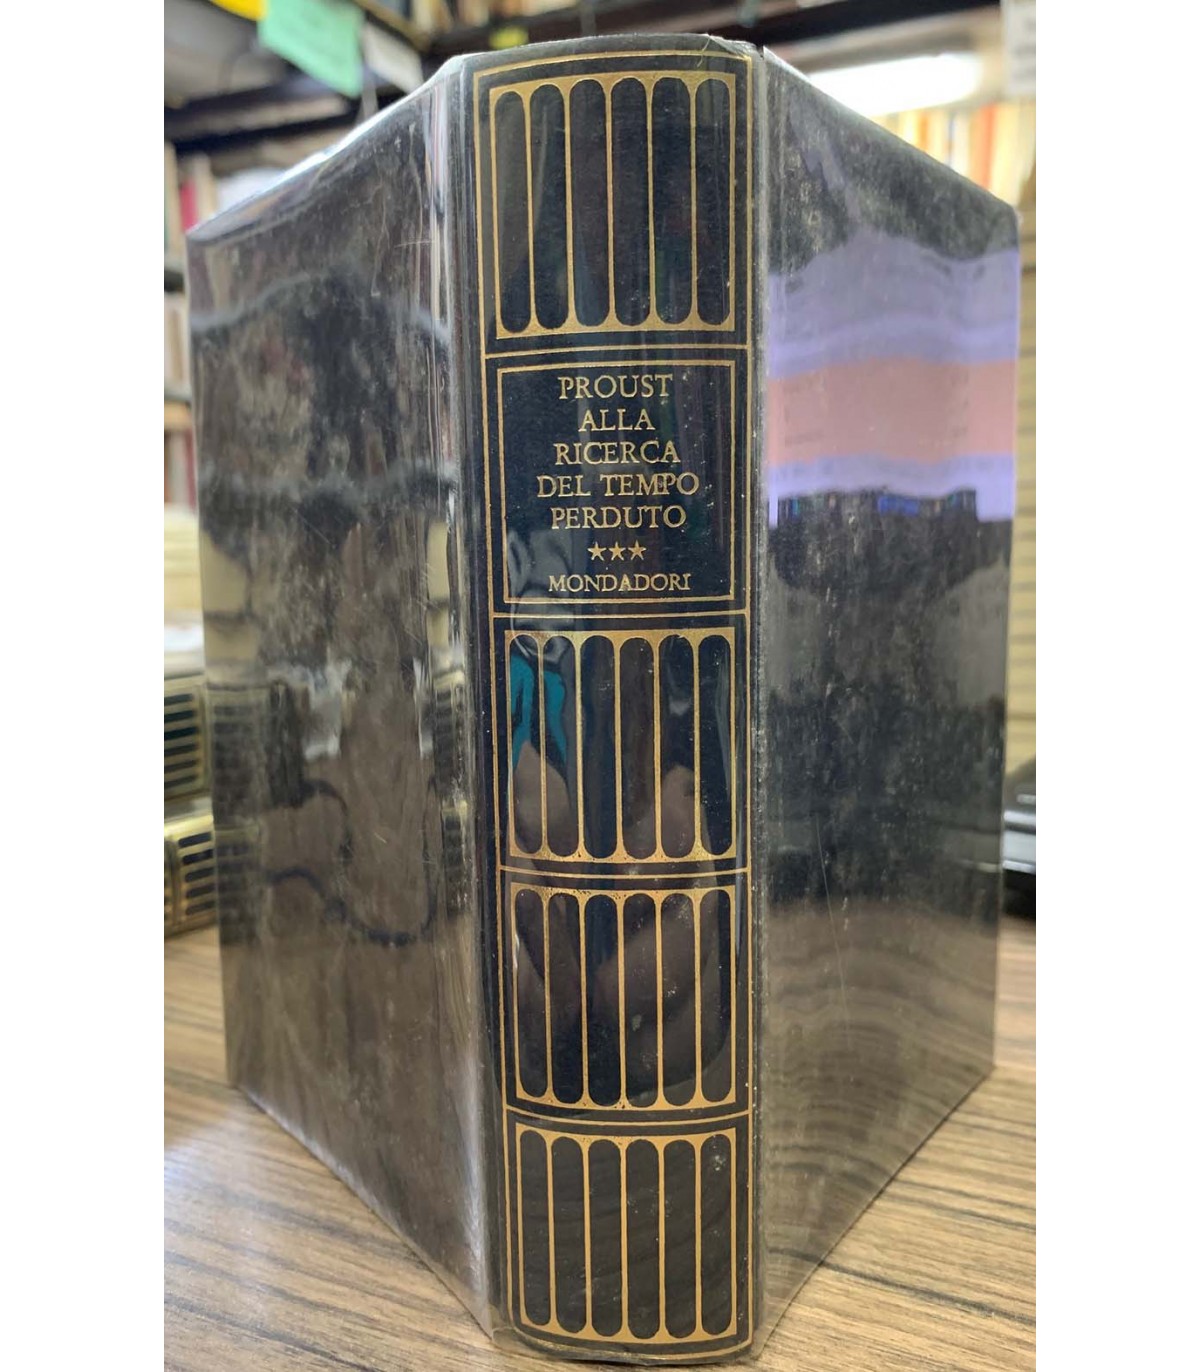 PROUST
ALLA
RICERCA
DEL TEMPO
PERDUTO
★★★
MONDADORI